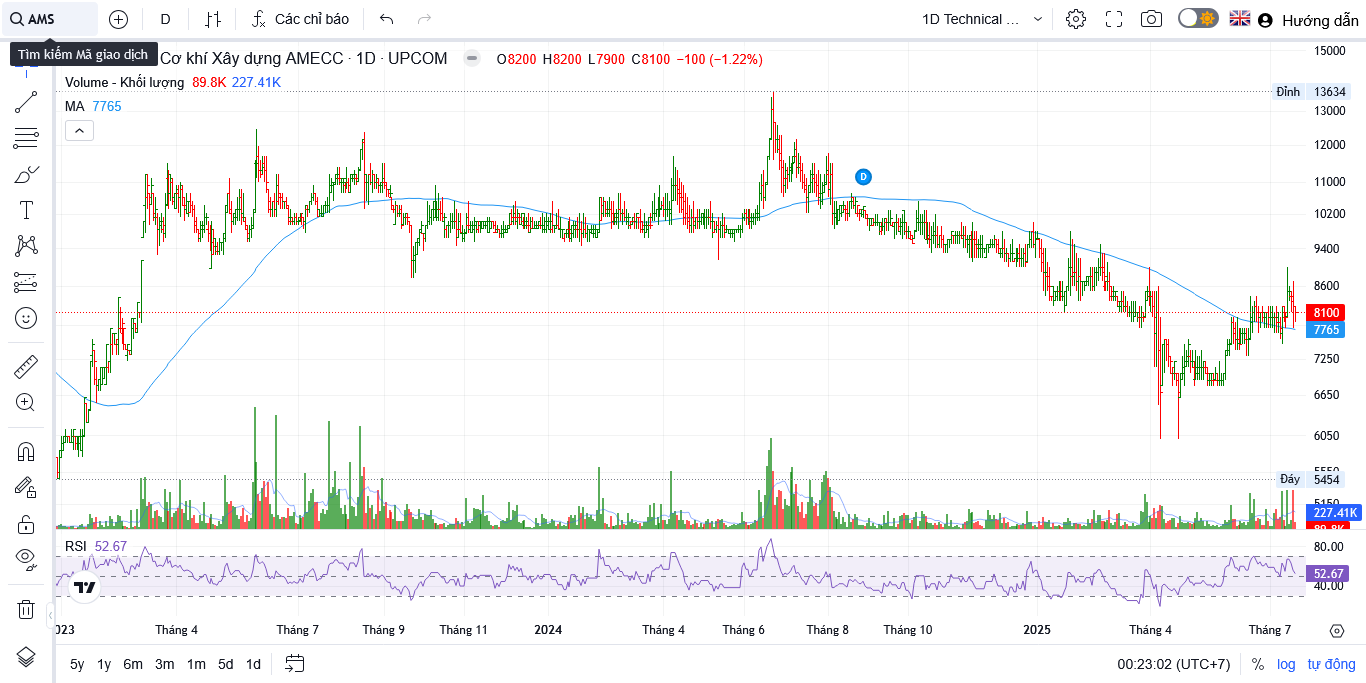 AMS
D
Các chỉ báo
1D Technical ...
Hướng dẫn
Tìm kiếm Mã giao dịch
Cơ khí Xây dựng AMECC · 1D · UPCOM
O8200 H8200 L7900 C8100 −100 (−1.22%)
Volume - Khối lượng 89.8K 227.41K
MA 7765
15000
Đỉnh 13634
13000
12000
11000
D
10200
9400
8600
8100
7765
7250
6650
6050
5550
Đáy 5454
5150
227.41K
89.8K
RSI 52.67
80.00
52.67
40.00
023 Tháng 4 Tháng 7 Tháng 9 Tháng 11 2024 Tháng 4 Tháng 6 Tháng 8 Tháng 10 2025 Tháng 4 Tháng 7
5y 1y 6m 3m 1m 5d 1d
00:23:02 (UTC+7) % log tự động